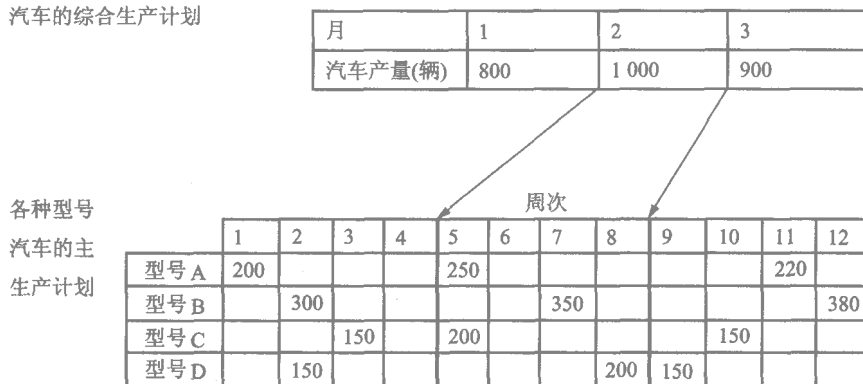 汽车的综合生产计划
月 1 2 3
汽车产量(辆) 800 1 000 900
各种型号
汽车的主
生产计划
周次
1 2 3 4 5 6 7 8 9 10 11 12
型号A 200 250 220
型号B 300 350 380
型号C 150 200 150
型号D 150 200 150